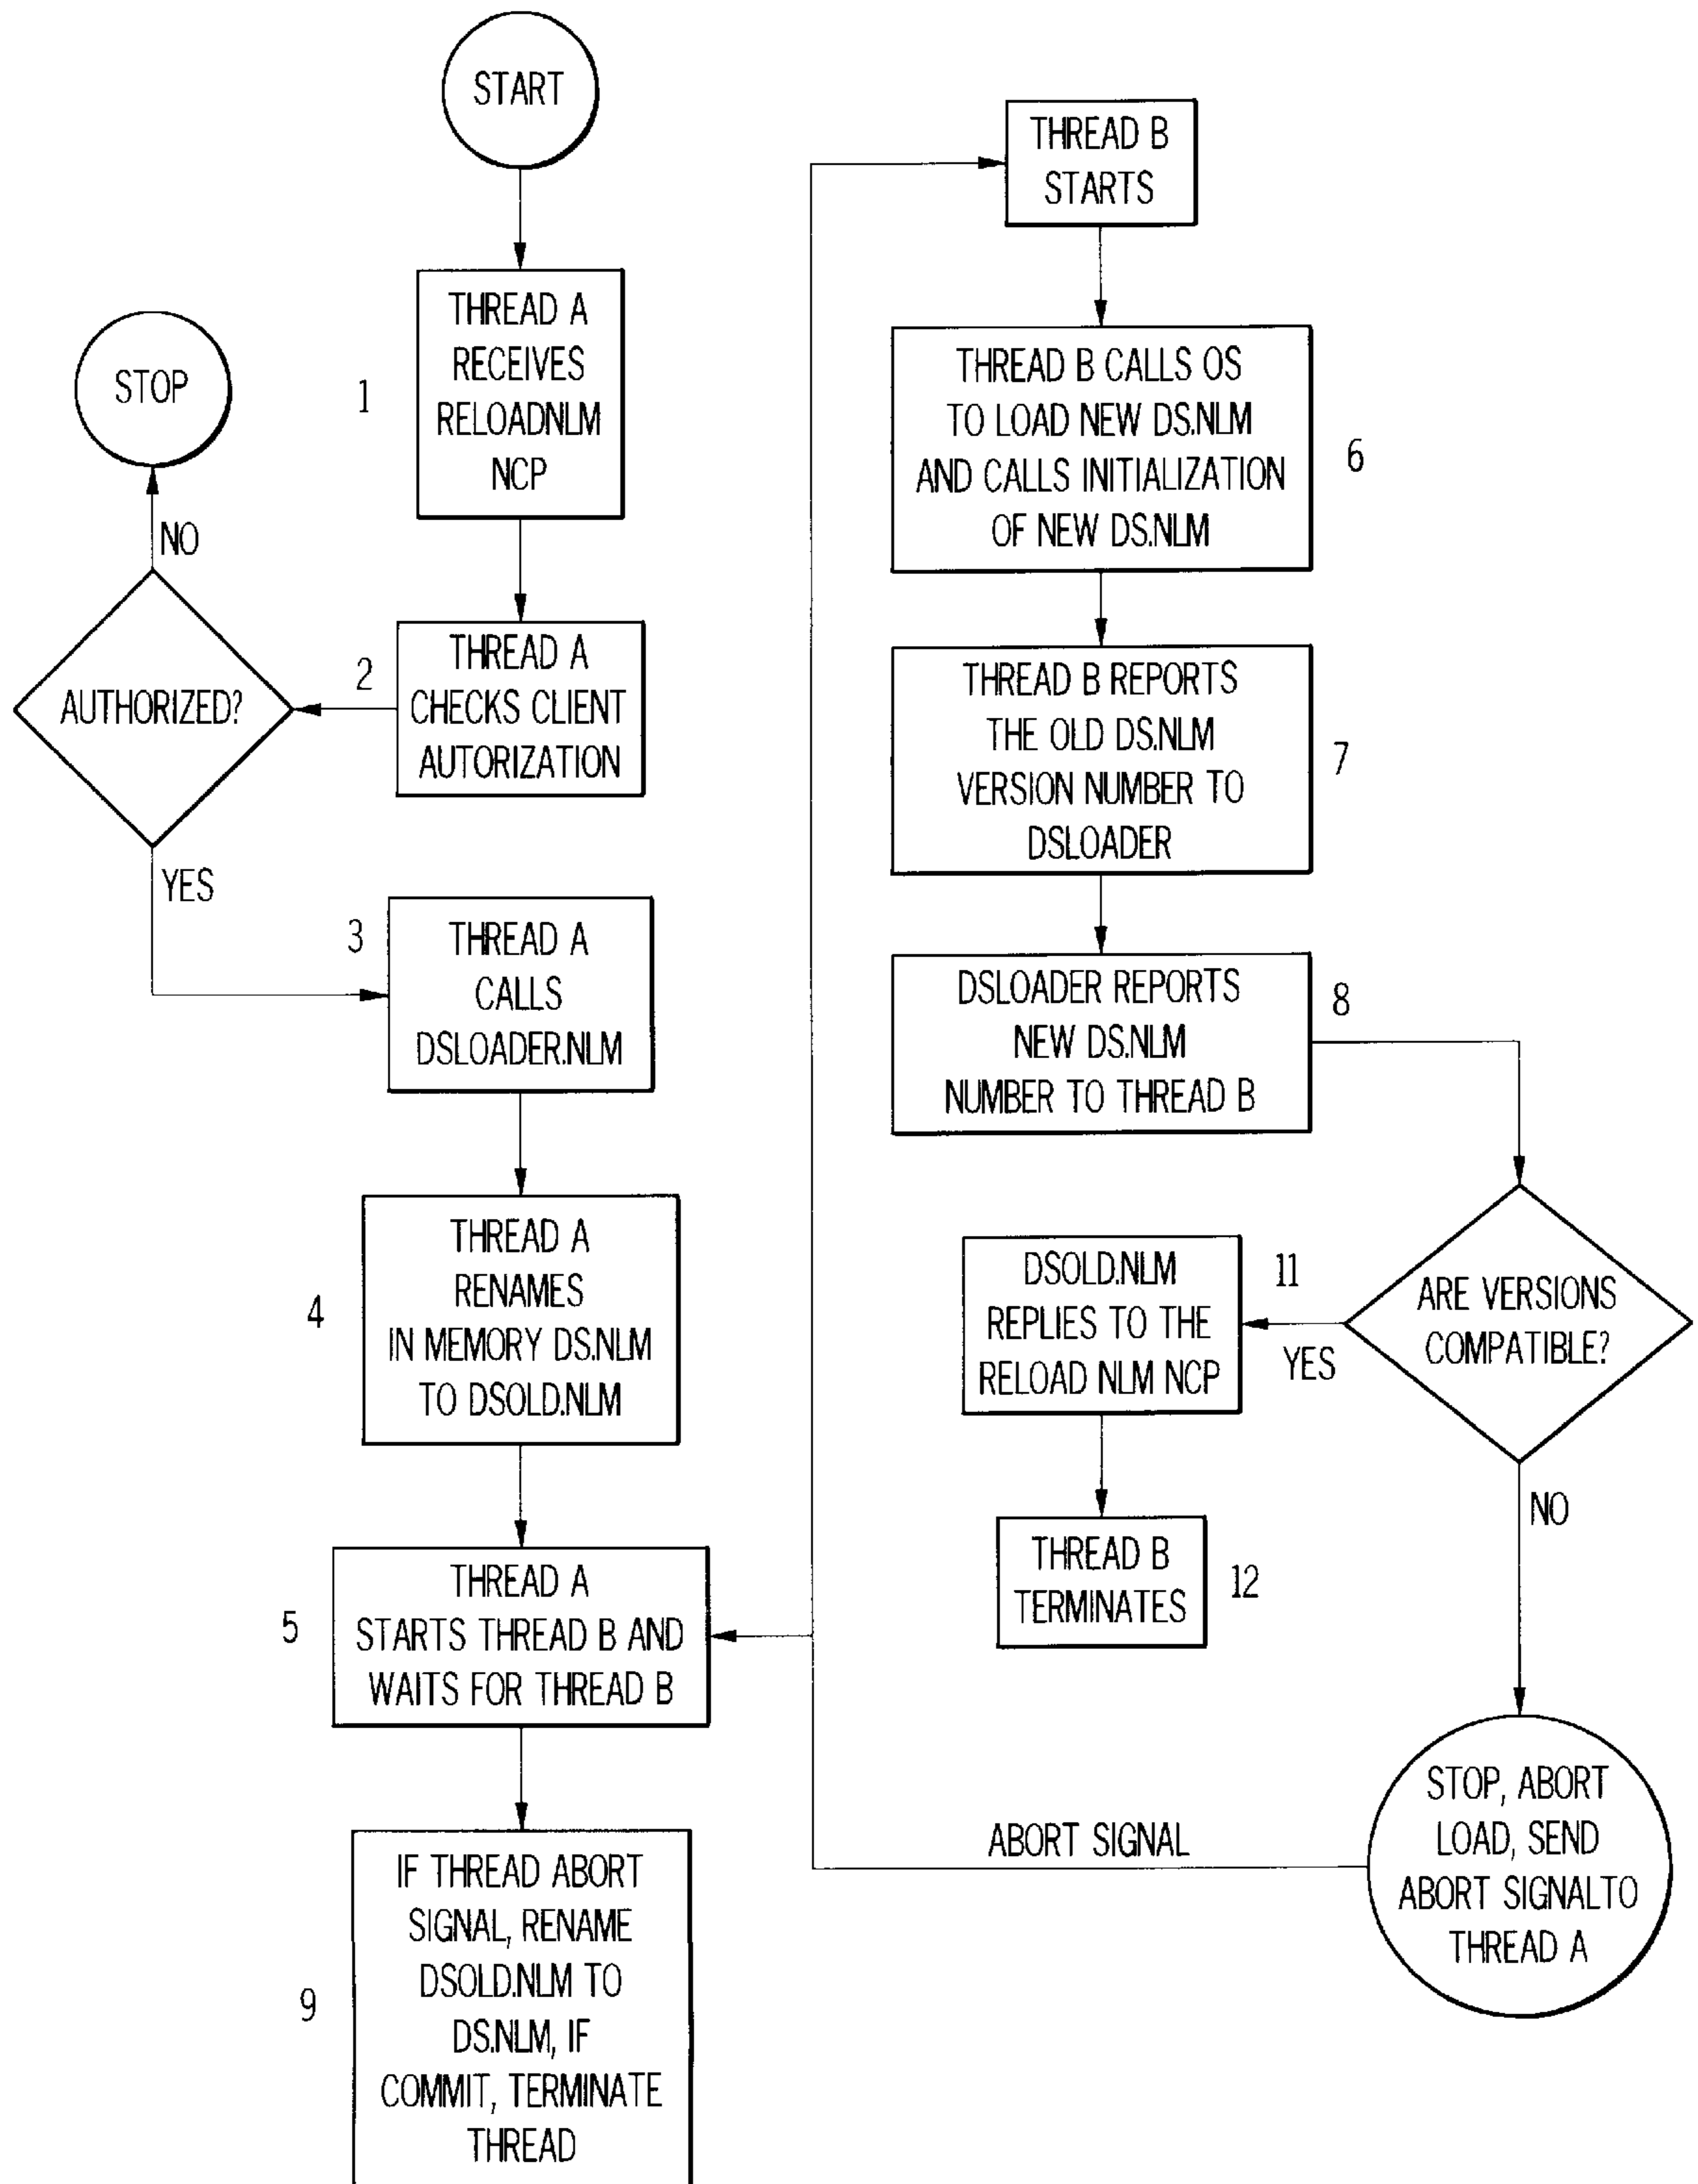 START
THREAD A
RECEIVES
RELOADNLM
NCP
1
STOP
NO
AUTHORIZED?
2
THREAD A
CHECKS CLIENT
AUTORIZATION
YES
3
THREAD A
CALLS
DSLOADER.NLM
4
THREAD A
RENAMES
IN MEMORY DS.NLM
TO DSOLD.NLM
5
THREAD A
STARTS THREAD B AND
WAITS FOR THREAD B
9
IF THREAD ABORT
SIGNAL, RENAME
DSOLD.NLM TO
DS.NLM, IF
COMMIT, TERMINATE
THREAD
THREAD B
STARTS
THREAD B CALLS OS
TO LOAD NEW DS.NLM
AND CALLS INITIALIZATION
OF NEW DS.NLM
6
THREAD B REPORTS
THE OLD DS.NLM
VERSION NUMBER TO
DSLOADER
7
DSLOADER REPORTS
NEW DS.NLM
NUMBER TO THREAD B
8
ARE VERSIONS
COMPATIBLE?
YES
11
DSOLD.NLM
REPLIES TO THE
RELOAD NLM NCP
THREAD B
TERMINATES
12
NO
STOP, ABORT
LOAD, SEND
ABORT SIGNALTO
THREAD A
ABORT SIGNAL